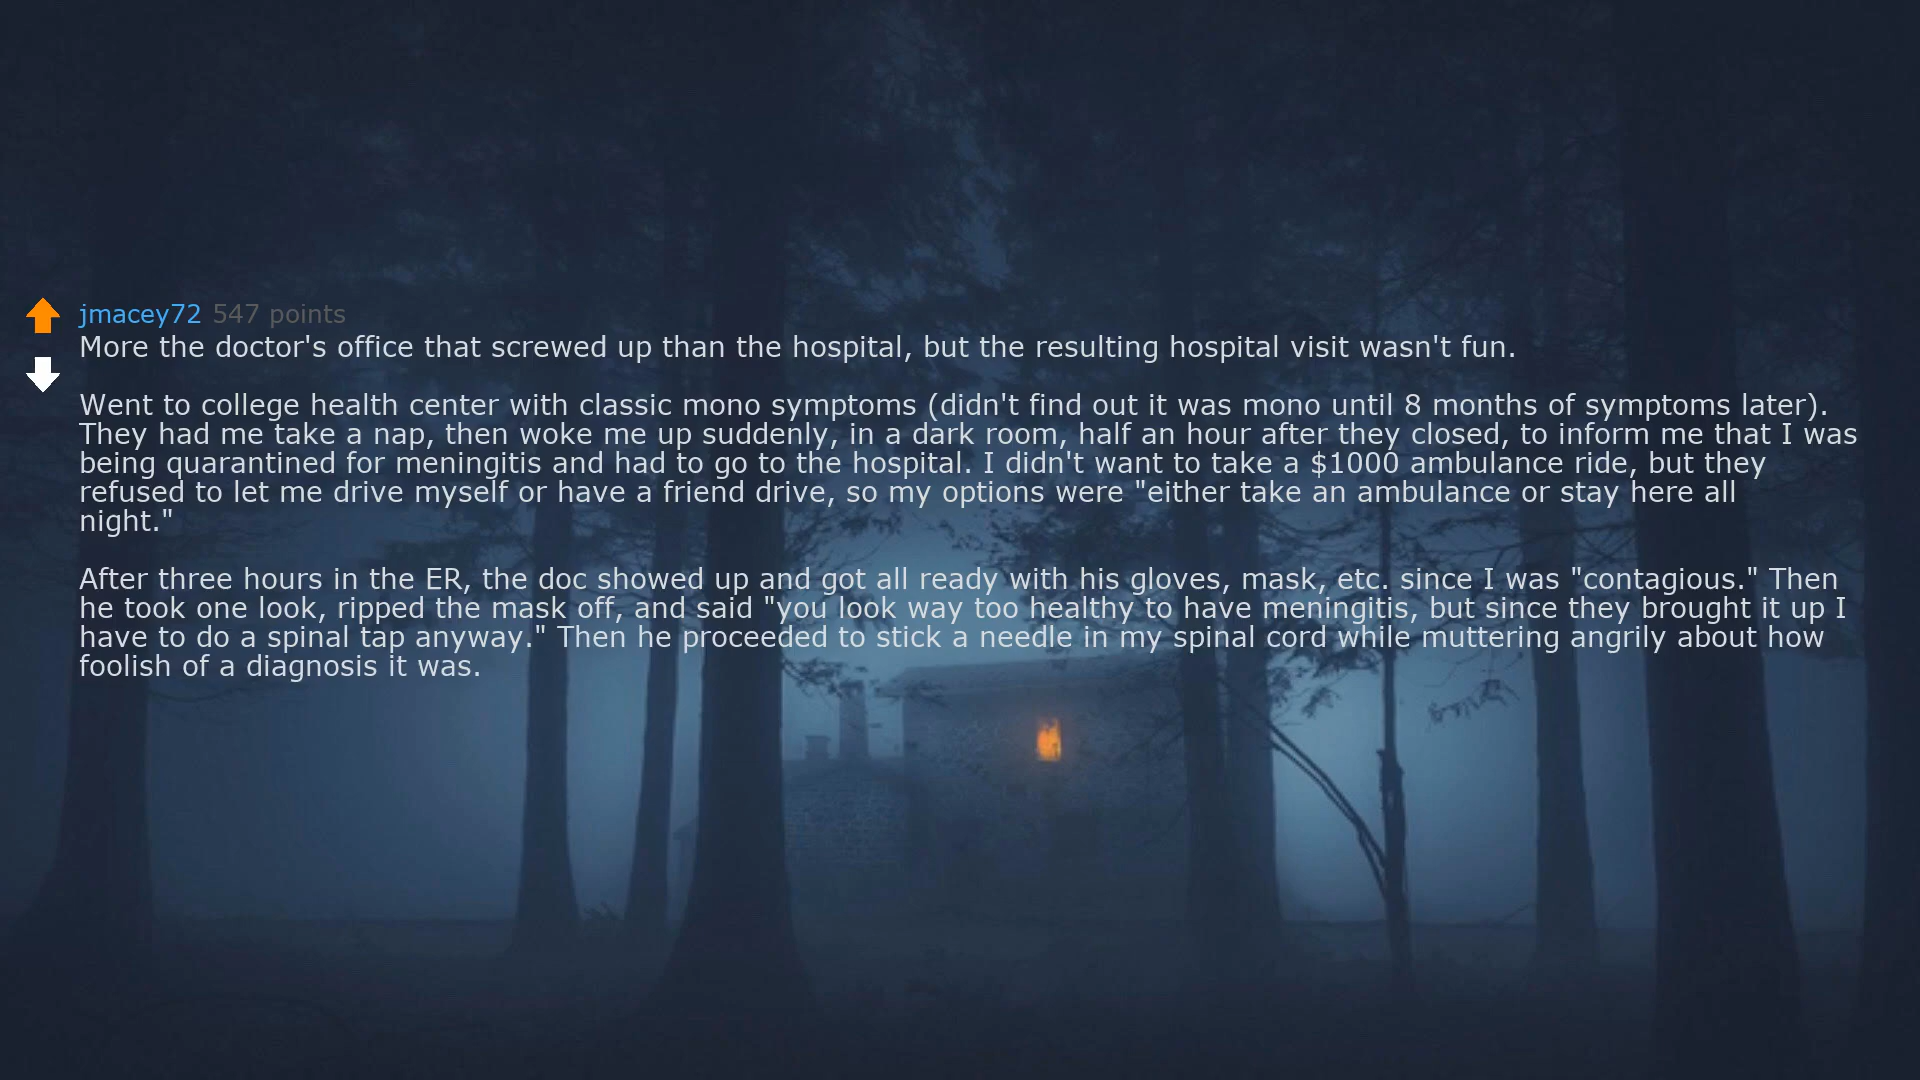 jmacey72 547 points
More the doctor's office that screwed up than the hospital, but the resulting hospital visit wasn't fun.
Went to college health center with classic mono symptoms (didn't find out it was mono until 8 months of symptoms later).
They had me take a nap, then woke me up suddenly, in a dark room, half an hour after they closed, to inform me that I was
being quarantined for meningitis and had to go to the hospital. I didn't want to take a $1000 ambulance ride, but they
refused to let me drive myself or have a friend drive, so my options were "either take an ambulance or stay here all
night."
After three hours in the ER, the doc showed up and got all ready with his gloves, mask, etc. since I was "contagious." Then
he took one look, ripped the mask off, and said "you look way too healthy to have meningitis, but since they brought it up I
have to do a spinal tap anyway." Then he proceeded to stick a needle in my spinal cord while muttering angrily about how
foolish of a diagnosis it was.